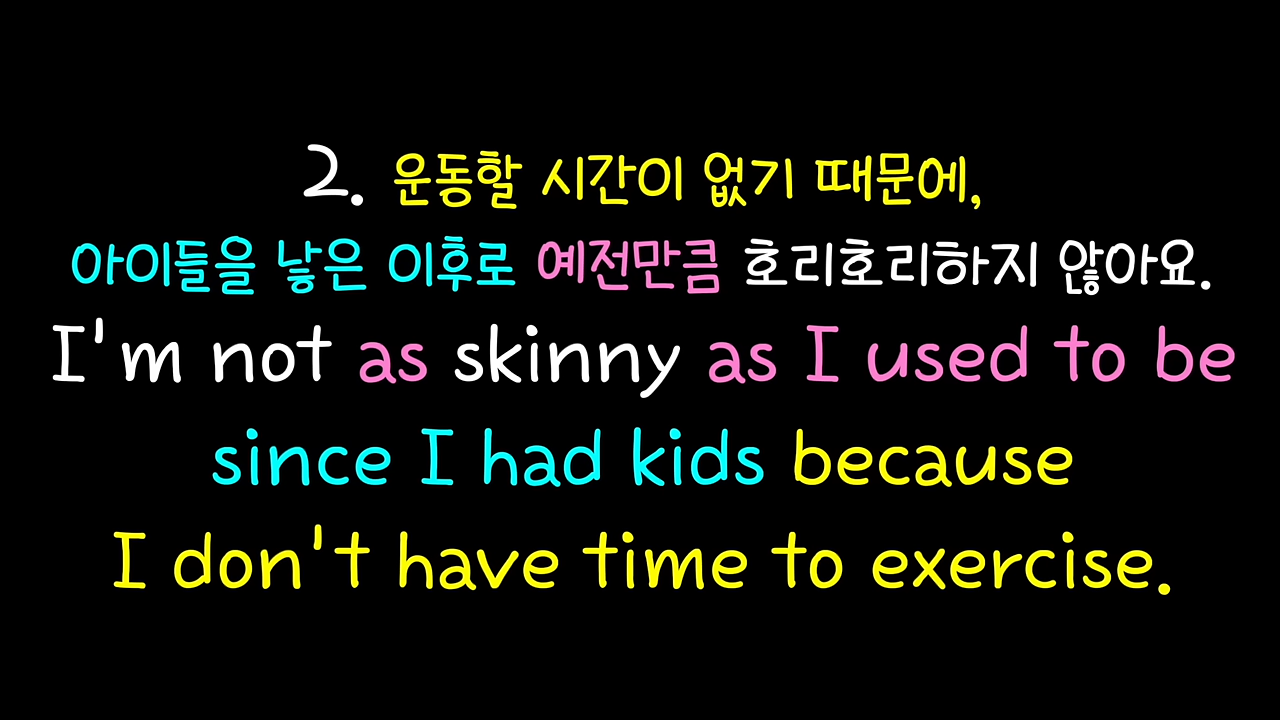 2. 운동할 시간이 없기 때문에,
아이들을 낳은 이후로 예전만큼 호리호리하지 않아요.
I'm not as skinny as I used to be
since I had kids because
I don't have time to exercise.